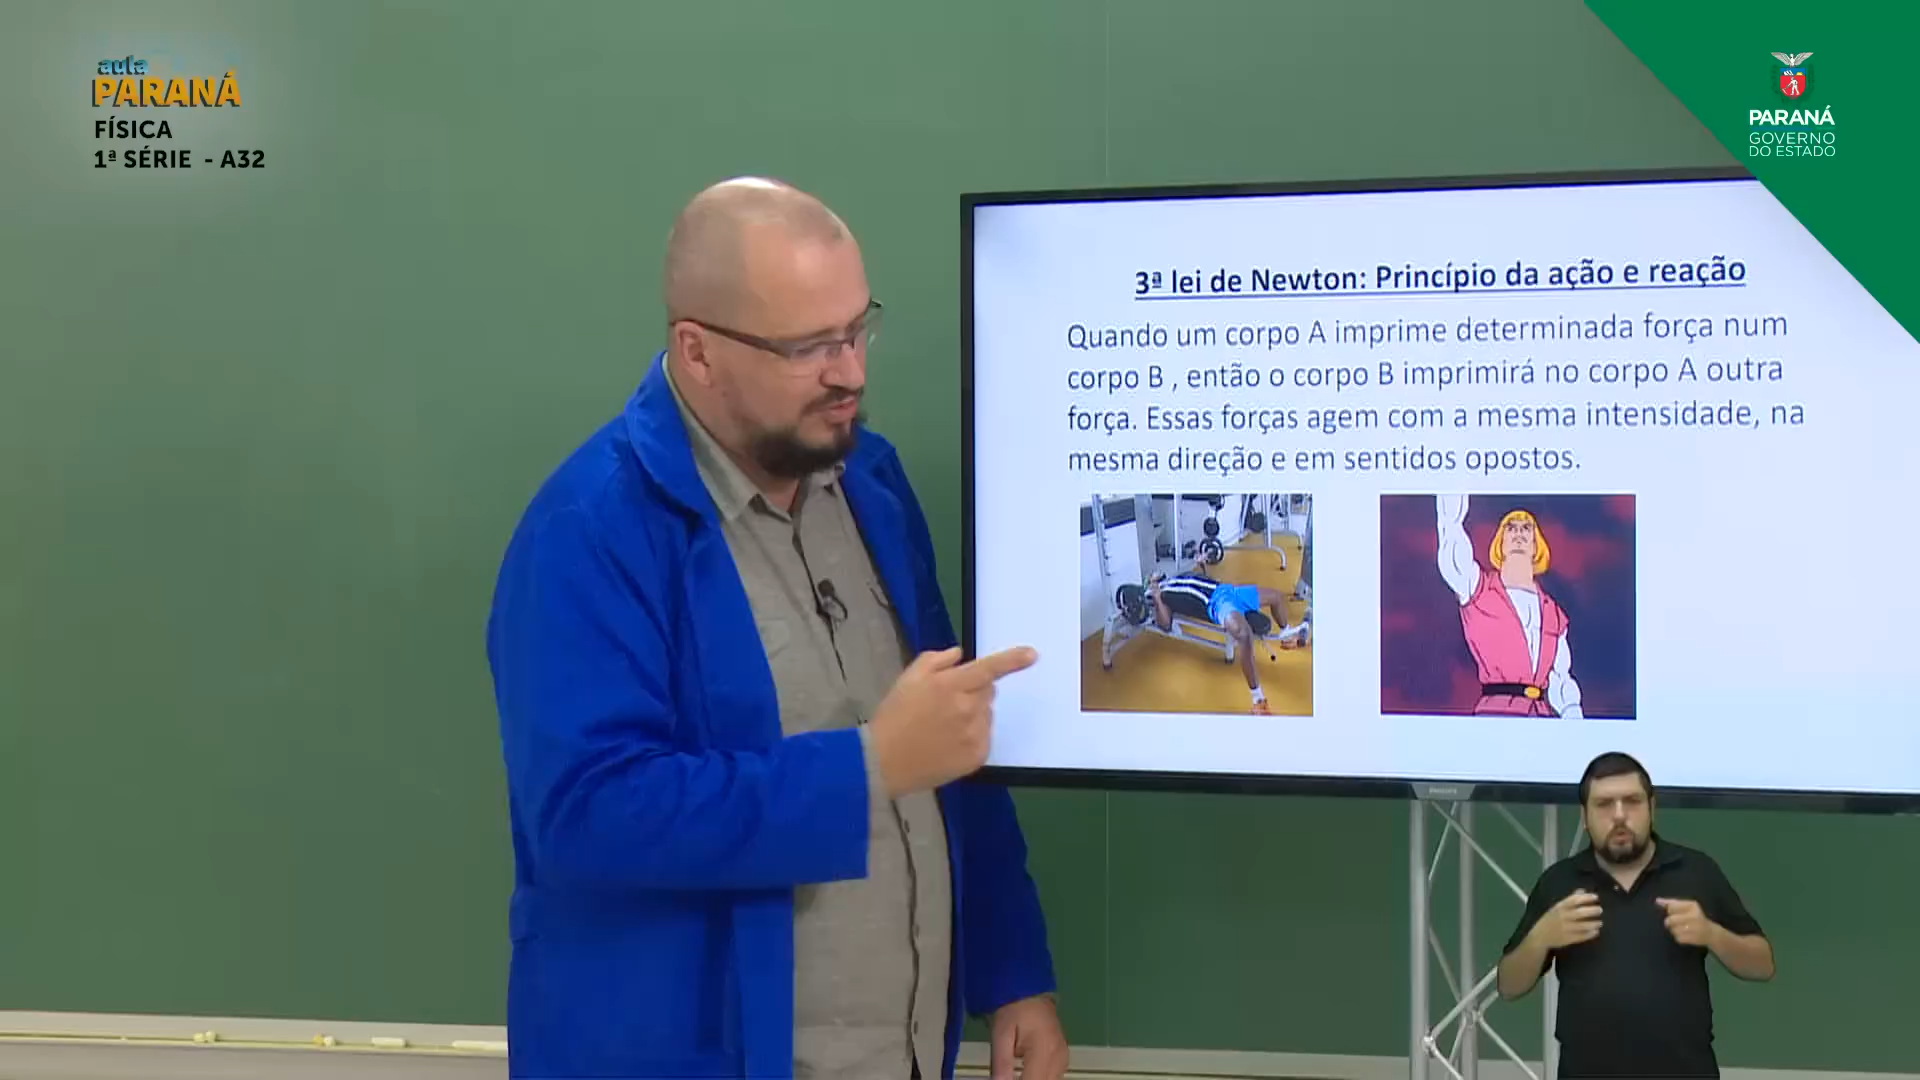 aula
PARANÁ
FÍSICA
1ª SÉRIE - A32
PARANÁ
GOVERNO
DO ESTADO
3ª lei de Newton: Princípio da ação e reação
Quando um corpo A imprime determinada força num
corpo B , então o corpo B imprimirá no corpo A outra
força. Essas forças agem com a mesma intensidade, na
mesma direção e em sentidos opostos.
PHILIPS